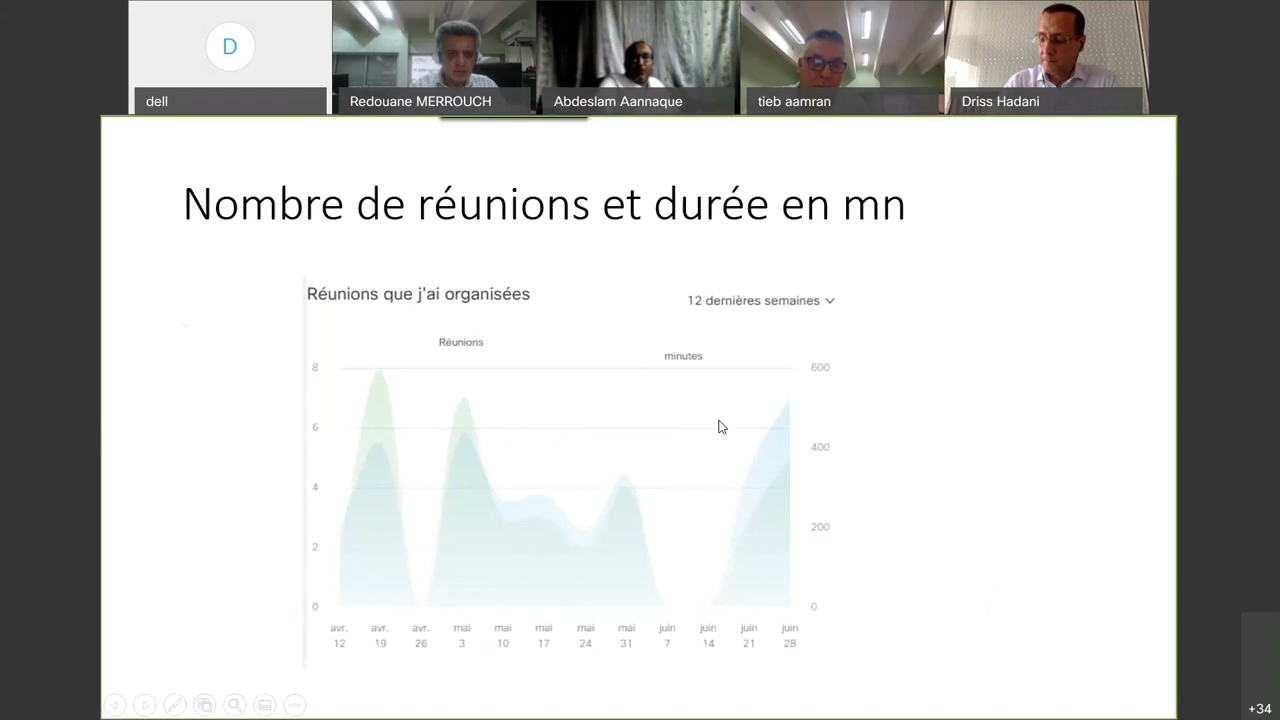 D
dell
Redouane MERROUCH
Abdeslam Aannaque
tieb aamran
Driss Hadani
Nombre de réunions et durée en mn
Réunions que j'ai organisées
12 dernières semaines
Réunions
minutes
8
600
6
400
4
200
2
0
0
avr. avr. avr. mai mai mai mai mai juin juin juin juin
12 19 26 3 10 17 24 31 7 14 21 28
+34